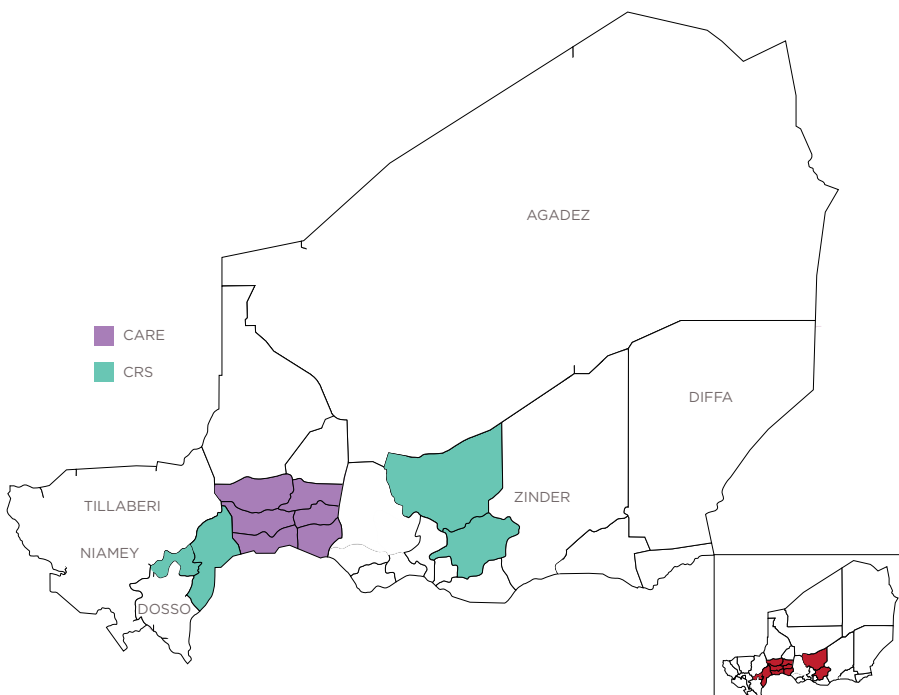 AGADEZ
CARE
CRS
DIFFA
ZINDER
TILLABERI
NIAMEY
DOSSO